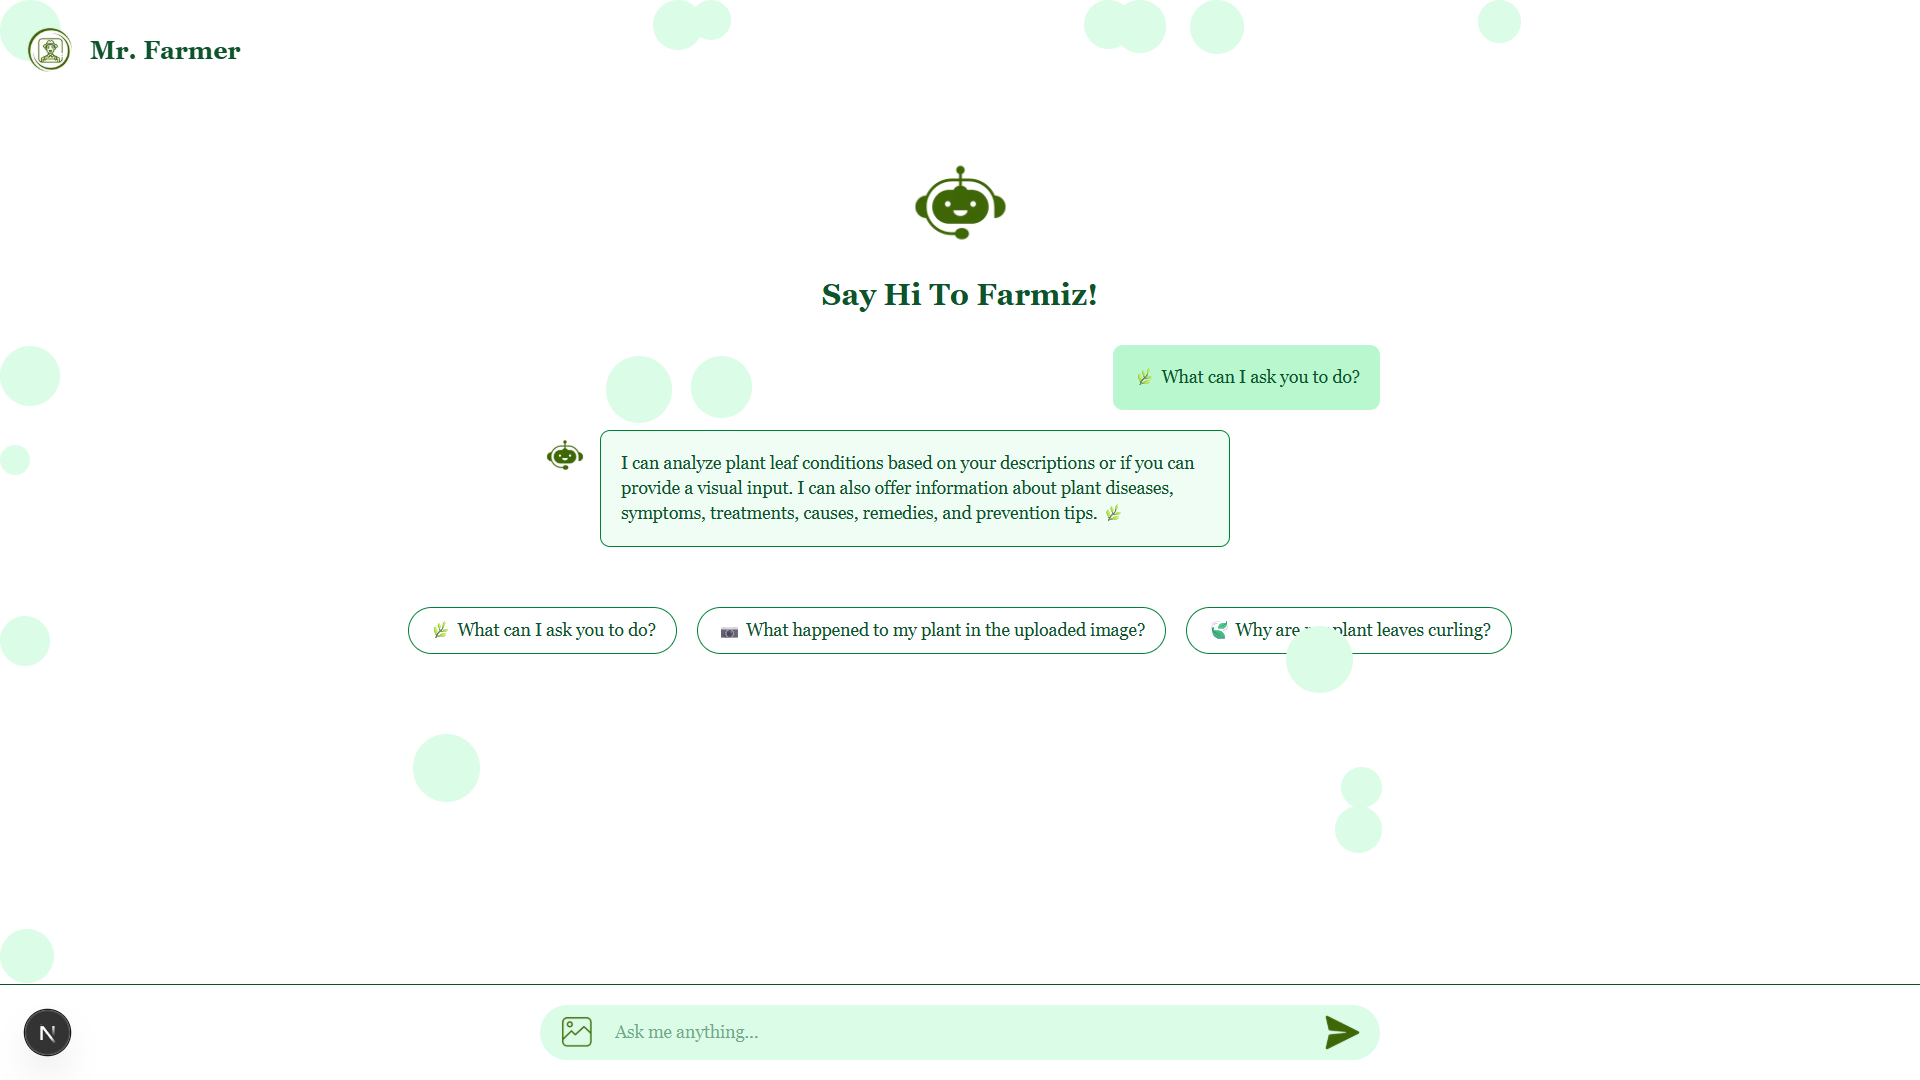 Mr. Farmer
Say Hi To Farmiz!
🌿 What can I ask you to do?
I can analyze plant leaf conditions based on your descriptions or if you can
provide a visual input. I can also offer information about plant diseases,
symptoms, treatments, causes, remedies, and prevention tips. 🌿
🌿 What can I ask you to do?
📷 What happened to my plant in the uploaded image?
🍃 Why are plant leaves curling?
N
Ask me anything...